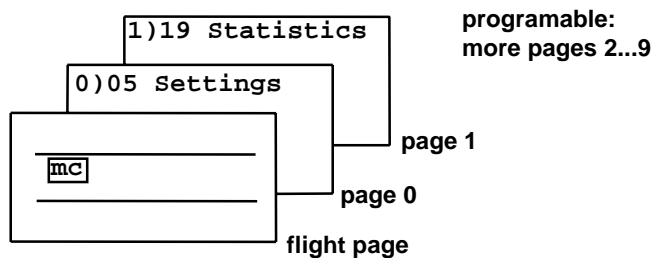 1)19 Statistics
programable:
more pages 2...9
0)05 Settings
mc
page 1
page 0
flight page